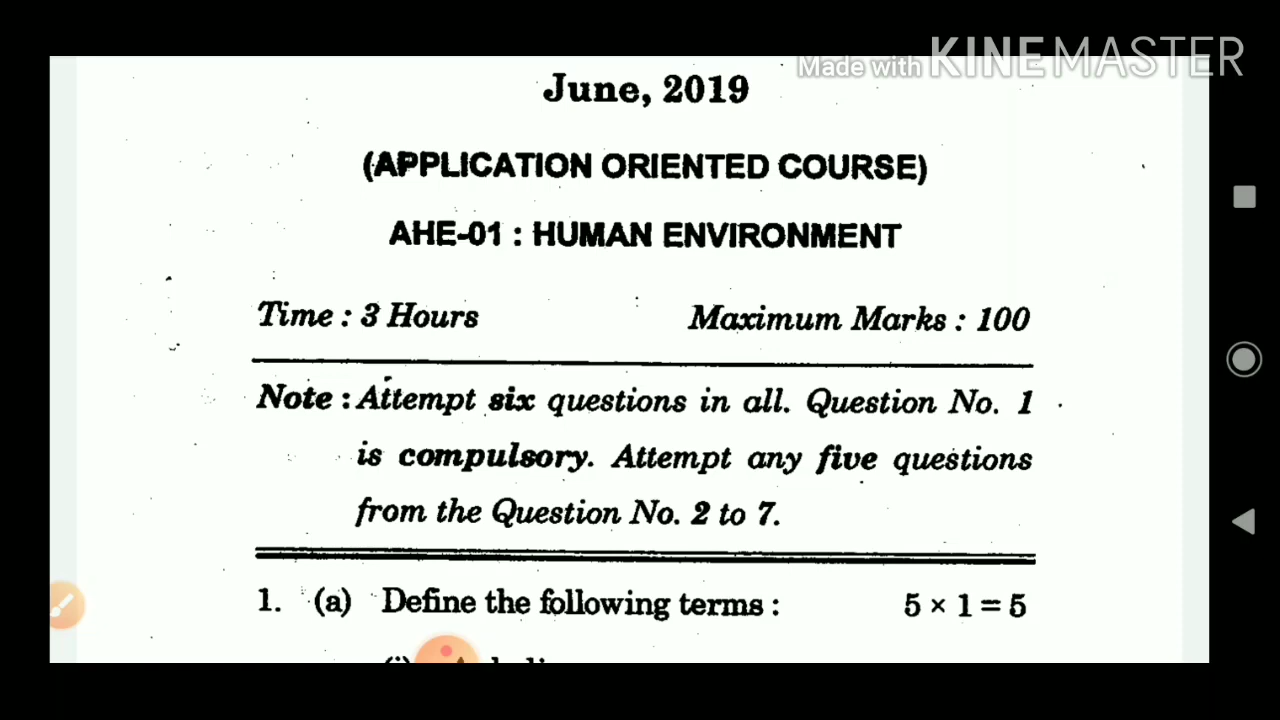 Made with KINEMASTER
June, 2019
(APPLICATION ORIENTED COURSE)
AHE-01 : HUMAN ENVIRONMENT
Time : 3 Hours Maximum Marks : 100
Note : Attempt six questions in all. Question No. 1
is compulsory. Attempt any five questions
from the Question No. 2 to 7.
1. (a) Define the following terms : 5 × 1 = 5
(i)